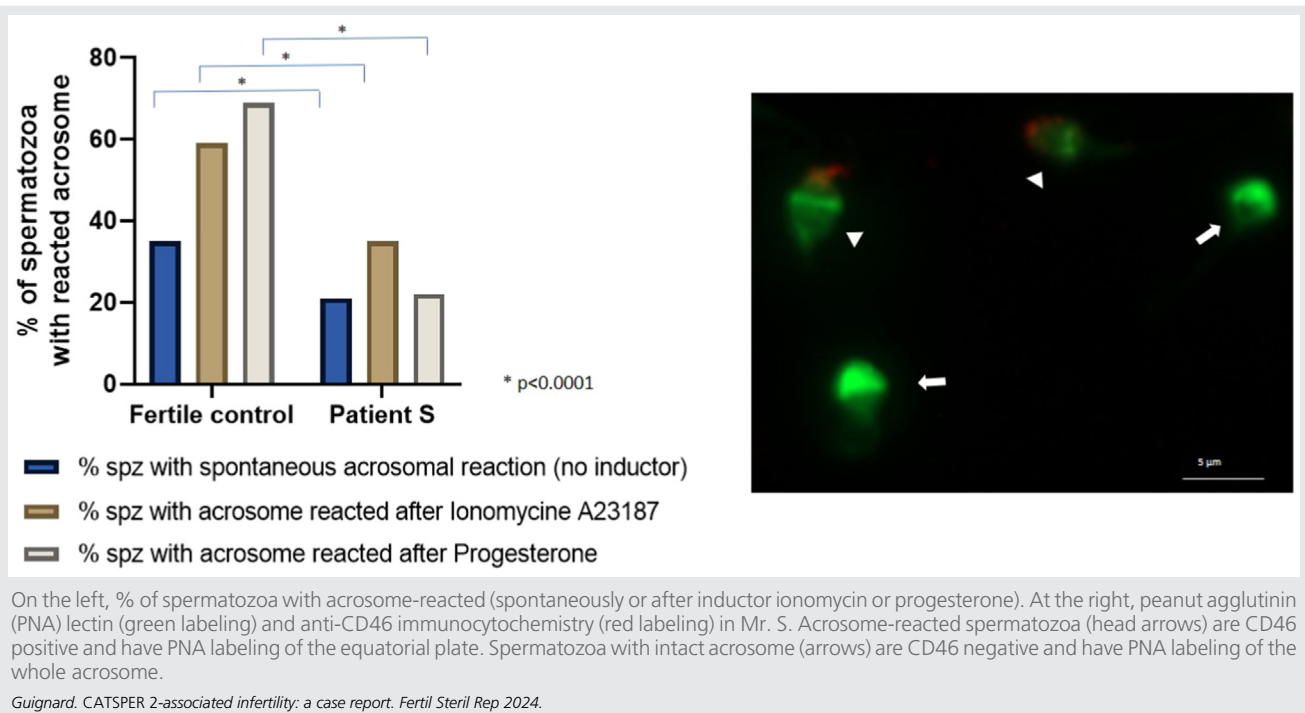 *
*
*
80
60
40
20
0
% of spermatozoa
with reacted acrosome
Fertile control
Patient S
* p<0.0001
% spz with spontaneous acrosomal reaction (no inductor)
% spz with acrosome reacted after Ionomycine A23187
% spz with acrosome reacted after Progesterone
5 µm
On the left, % of spermatozoa with acrosome-reacted (spontaneously or after inductor ionomycin or progesterone). At the right, peanut agglutinin
(PNA) lectin (green labeling) and anti-CD46 immunocytochemistry (red labeling) in Mr. S. Acrosome-reacted spermatozoa (head arrows) are CD46
positive and have PNA labeling of the equatorial plate. Spermatozoa with intact acrosome (arrows) are CD46 negative and have PNA labeling of the
whole acrosome.
Guignard. CATSPER 2-associated infertility: a case report. Fertil Steril Rep 2024.